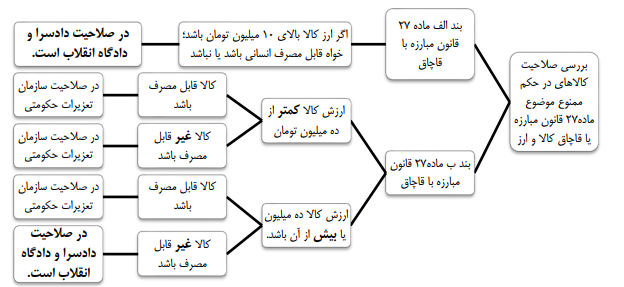 بررسی صلاحیت
کالاهای در حکم
ممنوع موضوع
ماده۲۷ قانون مبارزه
با قاچاق کالا و ارز
بند الف ماده ۲۷
قانون مبارزه با
قاچاق
اگر ارز کالا بالای ۱۰ میلیون تومان باشد؛
خواه قابل مصرف انسانی باشد یا نباشد
در صلاحیت دادسرا و
دادگاه انقلاب است.
بند ب ماده۲۷ قانون
مبارزه با قاچاق
ارزش کالا کمتر از
ده میلیون تومان
کالا قابل مصرف
باشد
در صلاحیت سازمان
تعزیرات حکومتی
کالا غیر قابل
مصرف باشد
در صلاحیت سازمان
تعزیرات حکومتی
ارزش کالا ده میلیون
یا بیش از آن باشد.
کالا قابل مصرف
باشد
در صلاحیت سازمان
تعزیرات حکومتی
کالا غیر قابل
مصرف باشد
در صلاحیت
دادسرا و دادگاه
انقلاب است.